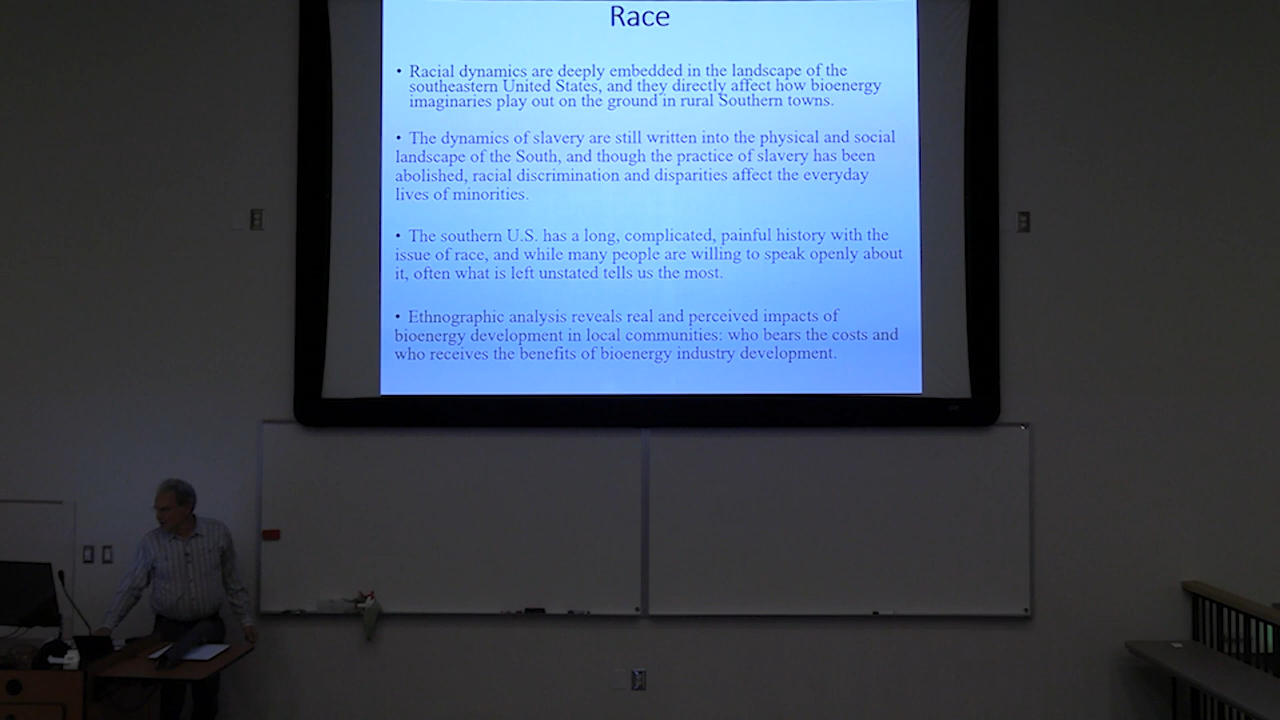 Race
• Racial dynamics are deeply embedded in the landscape of the
southeastern United States, and they directly affect how bioenergy
imaginaries play out on the ground in rural Southern towns.
• The dynamics of slavery are still written into the physical and social
landscape of the South, and though the practice of slavery has been
abolished, racial discrimination and disparities affect the everyday
lives of minorities.
• The southern U.S. has a long, complicated, painful history with the
issue of race, and while many people are willing to speak openly about
it, often what is left unstated tells us the most.
• Ethnographic analysis reveals real and perceived impacts of
bioenergy development in local communities: who bears the costs and
who receives the benefits of bioenergy industry development.